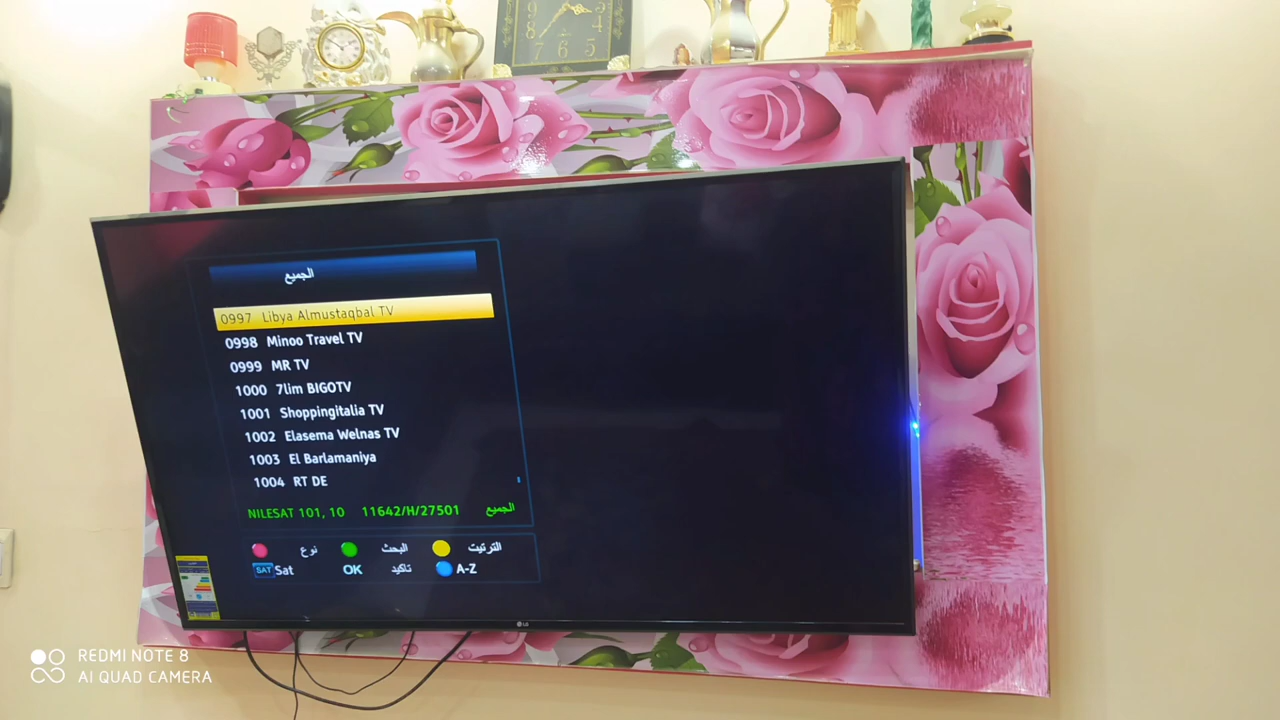 الجميع
0997 Libya Almustaqbal TV
0998 Minoo Travel TV
0999 MR TV
1000 7lim BIGOTV
1001 Shoppingitalia TV
1002 Elasema Welnas TV
1003 El Barlamaniya
1004 RT DE
NILESAT 101, 10 11642/H/27501 الجميع
نوع البحث الترتيت
SAT Sat OK تاكيد A-Z
LG
REDMI NOTE 8
AI QUAD CAMERA